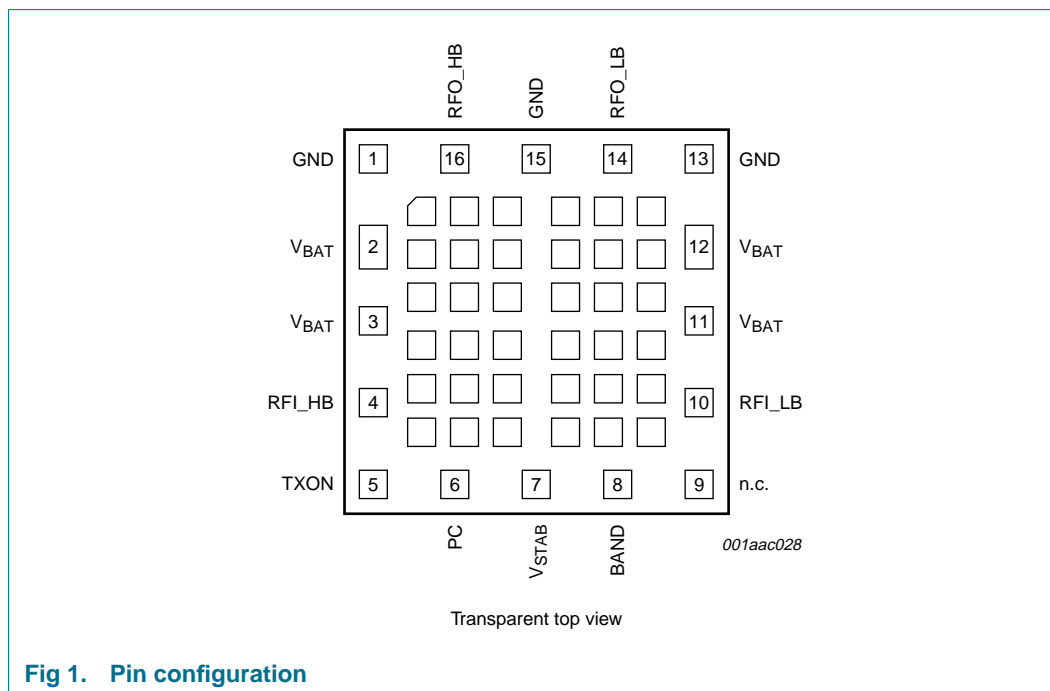 RFO_HB
GND
RFO_LB
GND 1 16 15 14 13 GND
VBAT 2 12 VBAT
VBAT 3 11 VBAT
RFI_HB 4 10 RFI_LB
TXON 5 6 7 8 9 n.c.
PC
VSTAB
BAND
001aac028
Transparent top view
Fig 1. Pin configuration